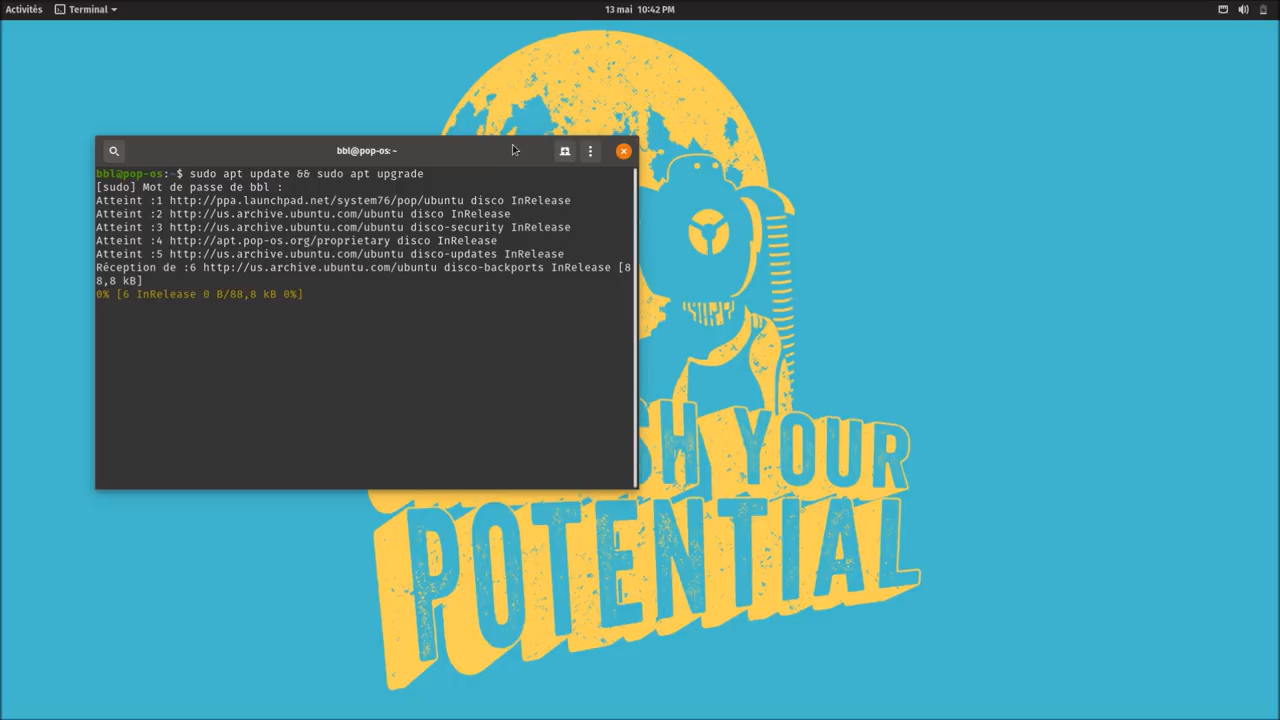 Activités Terminal 13 mai 10:42 PM
bbl@pop-os: ~
bbl@pop-os:~$ sudo apt update && sudo apt upgrade
[sudo] Mot de passe de bbl :
Atteint :1 http://ppa.launchpad.net/system76/pop/ubuntu disco InRelease
Atteint :2 http://us.archive.ubuntu.com/ubuntu disco InRelease
Atteint :3 http://us.archive.ubuntu.com/ubuntu disco-security InRelease
Atteint :4 http://apt.pop-os.org/proprietary disco InRelease
Atteint :5 http://us.archive.ubuntu.com/ubuntu disco-updates InRelease
Réception de :6 http://us.archive.ubuntu.com/ubuntu disco-backports InRelease [8
8,8 kB]
0% [6 InRelease 0 B/88,8 kB 0%]
SH YOUR
POTENTIAL